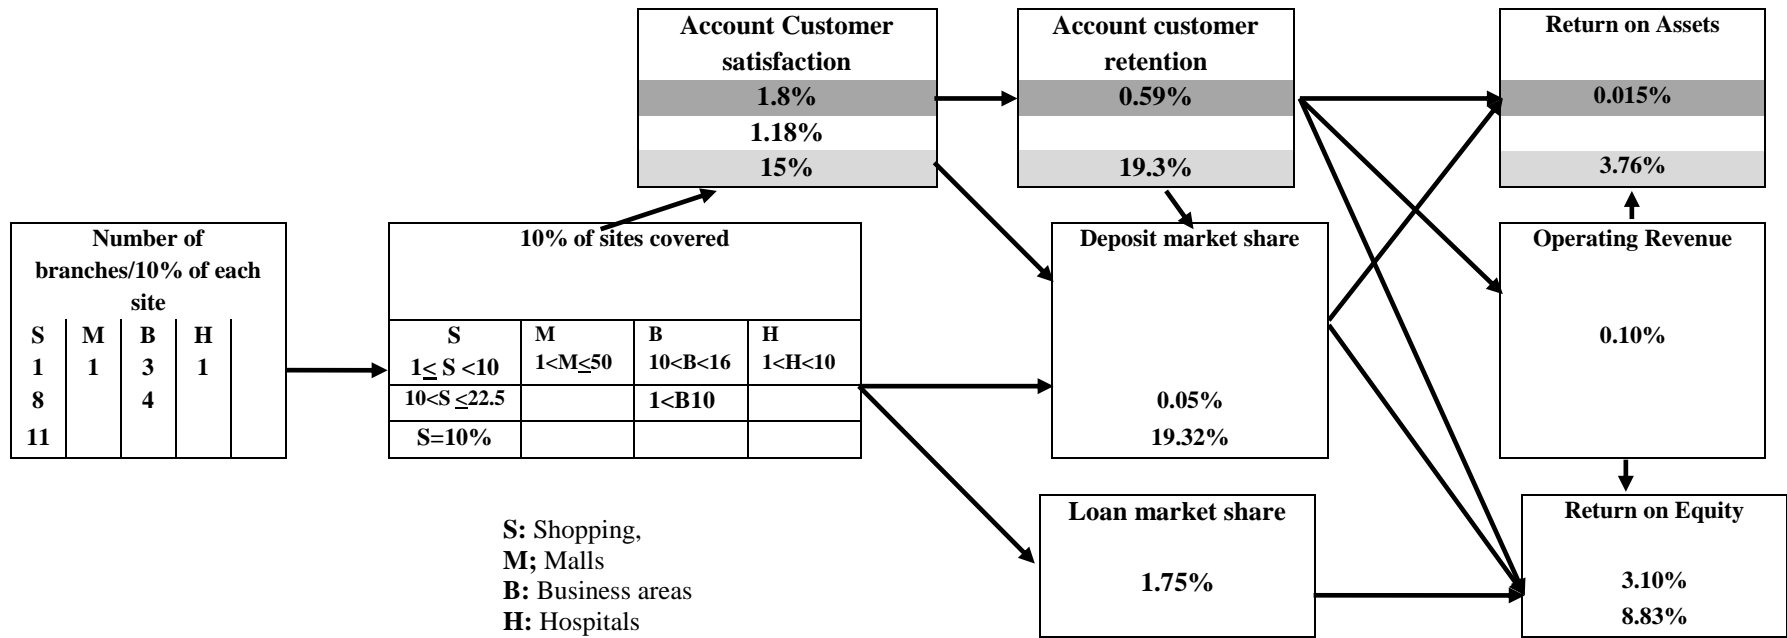 Account Customer
satisfaction
1.8%
1.18%
15%
Account customer
retention
0.59%
19.3%
Return on Assets
0.015%
3.76%
Number of
branches/10% of each
site
S M B H
1 1 3 1
8 4
11
10% of sites covered
S M B H
1≤ S <10 1<M≤50 10<B<16 1<H<10
10<S ≤22.5 1<B10
S=10%
Deposit market share
0.05%
19.32%
Operating Revenue
0.10%
Loan market share
1.75%
Return on Equity
3.10%
8.83%
S: Shopping,
M; Malls
B: Business areas
H: Hospitals